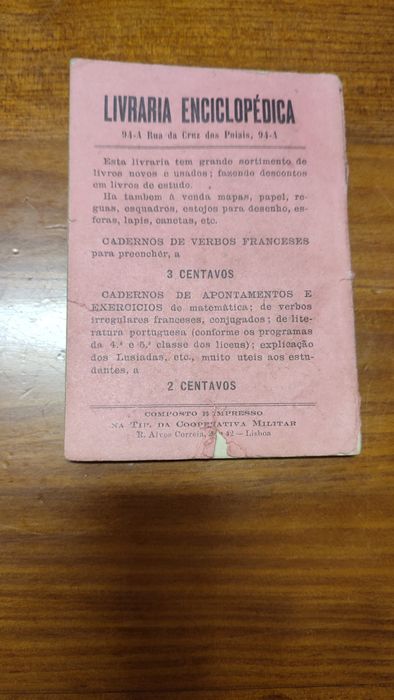 LIVRARIA ENCICLOPÉDICA
94-A Rua da Cruz dos Poiais, 94-A
Esta livraria tem grande sortimento de
livros novos e usados; fazendo descontos
em livros de estudo.
Ha tambem á venda mapas, papel, re-
guas, esquadros, estojos para desenho, es-
foras, lapis, canetas, etc.
CADERNOS DE VERBOS FRANCESES
para preenchêr, a
3 CENTAVOS
CADERNOS DE APONTAMENTOS E
EXERCICIOS de matemática; de verbos
irregulares franceses, conjugados; de lite-
ratura portuguesa (conforme os programas
da 4.ª e 5.ª classe dos liceus); explicação
dos Lusiadas, etc., muito uteis aos estu-
dentes, a
2 CENTAVOS
COMPOSTO E IMPRESSO
NA TIP. DA COOPERATIVA MILITAR
R. Alves Correia, 42 — Lisboa